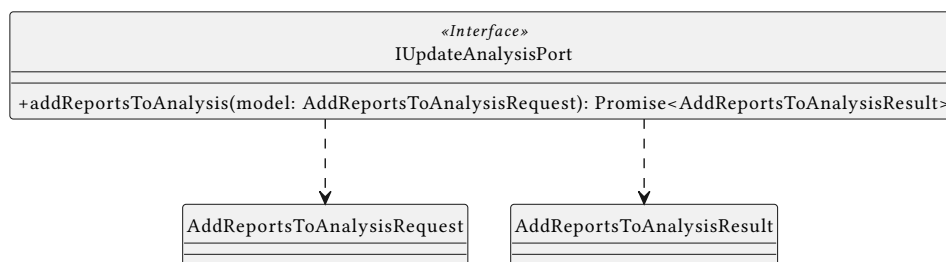 «Interface»
IUpdateAnalysisPort
+addReportsToAnalysis(model: AddReportsToAnalysisRequest): Promise<AddReportsToAnalysisResult>
AddReportsToAnalysisRequest
AddReportsToAnalysisResult